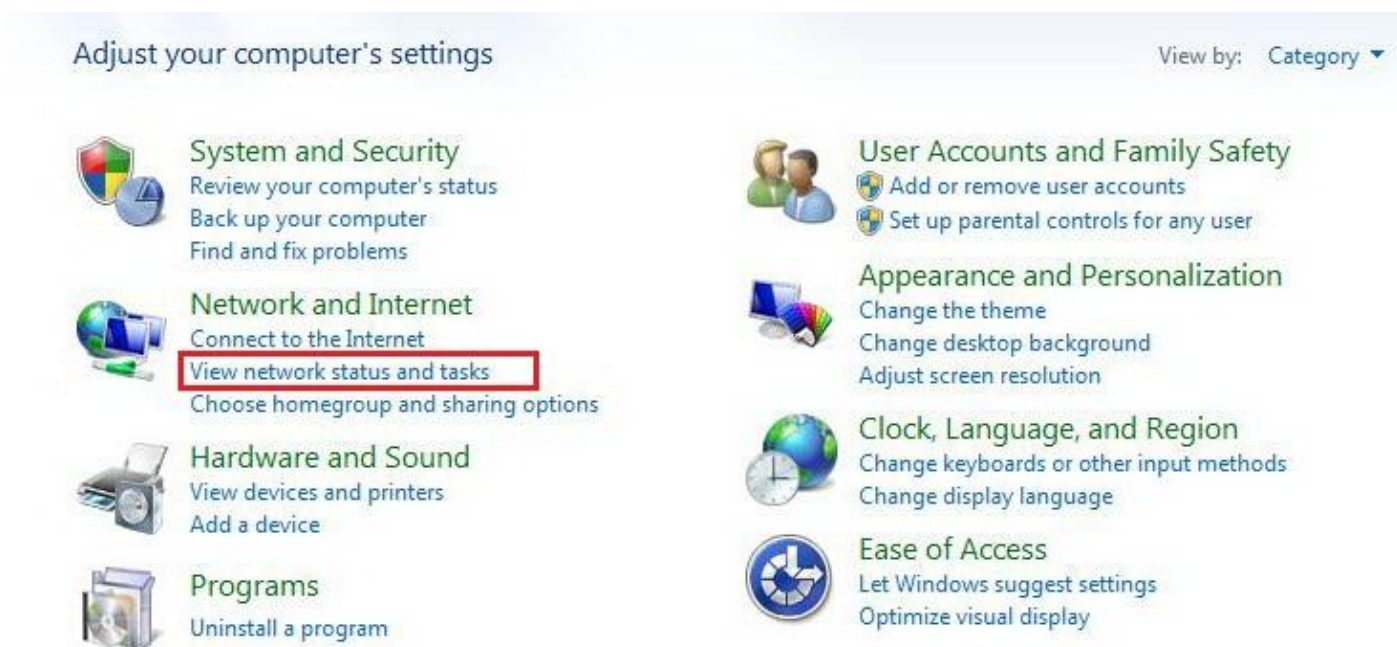 Adjust your computer's settings
View by: Category
System and Security
Review your computer's status
Back up your computer
Find and fix problems
Network and Internet
Connect to the Internet
View network status and tasks
Choose homegroup and sharing options
Hardware and Sound
View devices and printers
Add a device
Programs
Uninstall a program
User Accounts and Family Safety
Add or remove user accounts
Set up parental controls for any user
Appearance and Personalization
Change the theme
Change desktop background
Adjust screen resolution
Clock, Language, and Region
Change keyboards or other input methods
Change display language
Ease of Access
Let Windows suggest settings
Optimize visual display